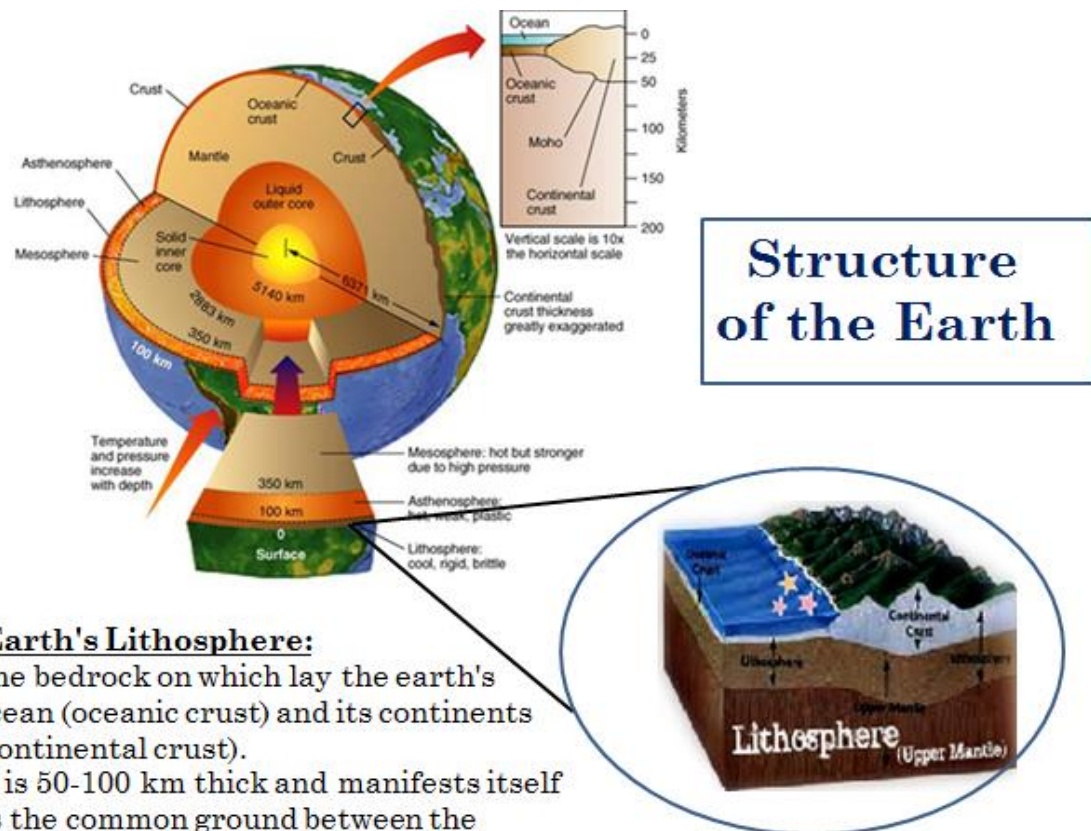 Ocean
0
25
Oceanic
crust
50
Kilometers
Moho
100
150
Continental
crust
200
Vertical scale is 10x
the horizontal scale
Crust
Oceanic
crust
Mantle
Crust
Asthenosphere
Liquid
outer core
Lithosphere
Solid
inner
core
Mesosphere
6371 km
5140 km
2883 km
350 km
100 km
Continental
crust thickness
greatly exaggerated
Structure
of the Earth
Temperature
and pressure
increase
with depth
Mesosphere: hot but stronger
due to high pressure
350 km
100 km
Asthenosphere:
hot, weak, plastic
0
Surface
Lithosphere:
cool, rigid, brittle
Crust
Continental
Crust
Lithosphere
Lithosphere
Upper Mantle
Lithosphere (Upper Mantle)
Earth's Lithosphere:
he bedrock on which lay the earth's
cean (oceanic crust) and its continents
ontinental crust).
is 50-100 km thick and manifests itself
s the common ground between the